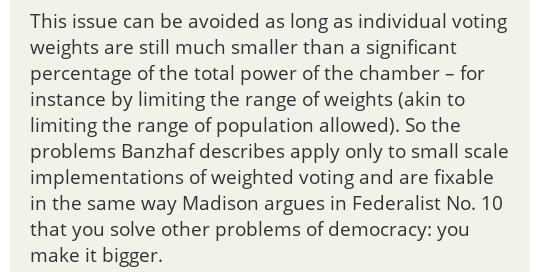 This issue can be avoided as long as individual voting
weights are still much smaller than a significant
percentage of the total power of the chamber – for
instance by limiting the range of weights (akin to
limiting the range of population allowed). So the
problems Banzhaf describes apply only to small scale
implementations of weighted voting and are fixable
in the same way Madison argues in Federalist No. 10
that you solve other problems of democracy: you
make it bigger.